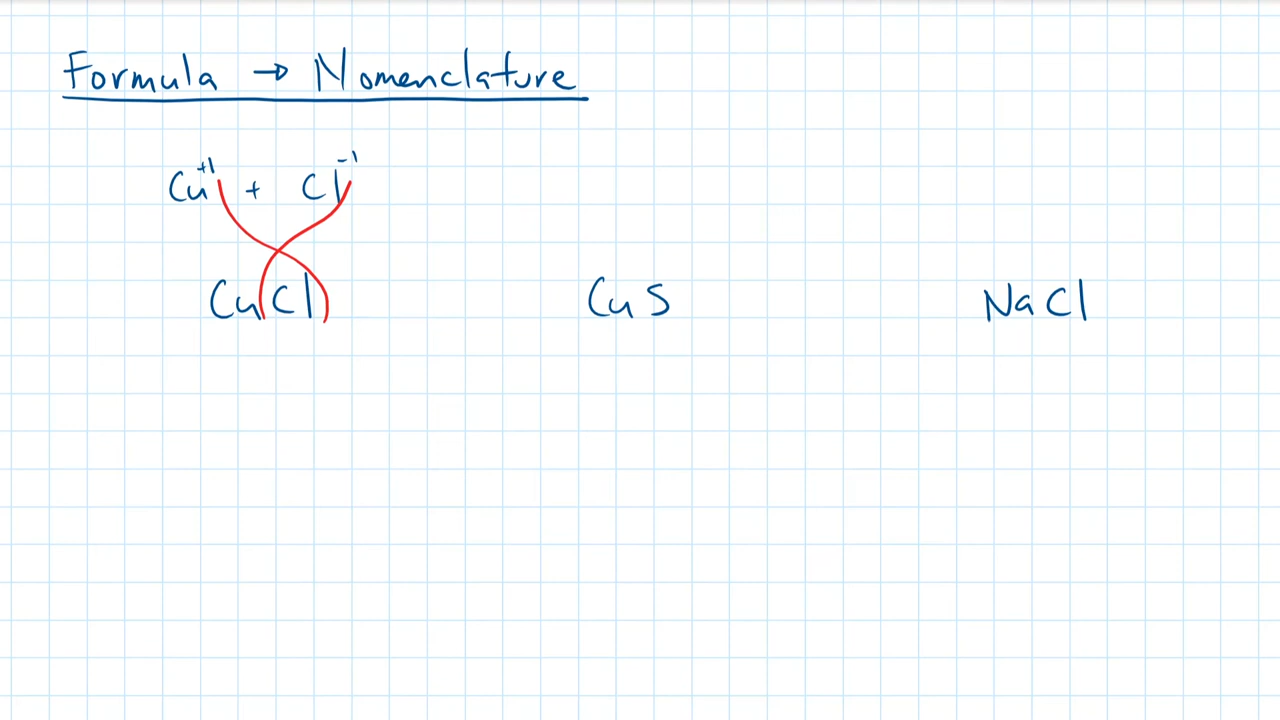 Formula → Nomenclature
Cu⁺¹ + Cl⁻¹
CuCl CuS NaCl